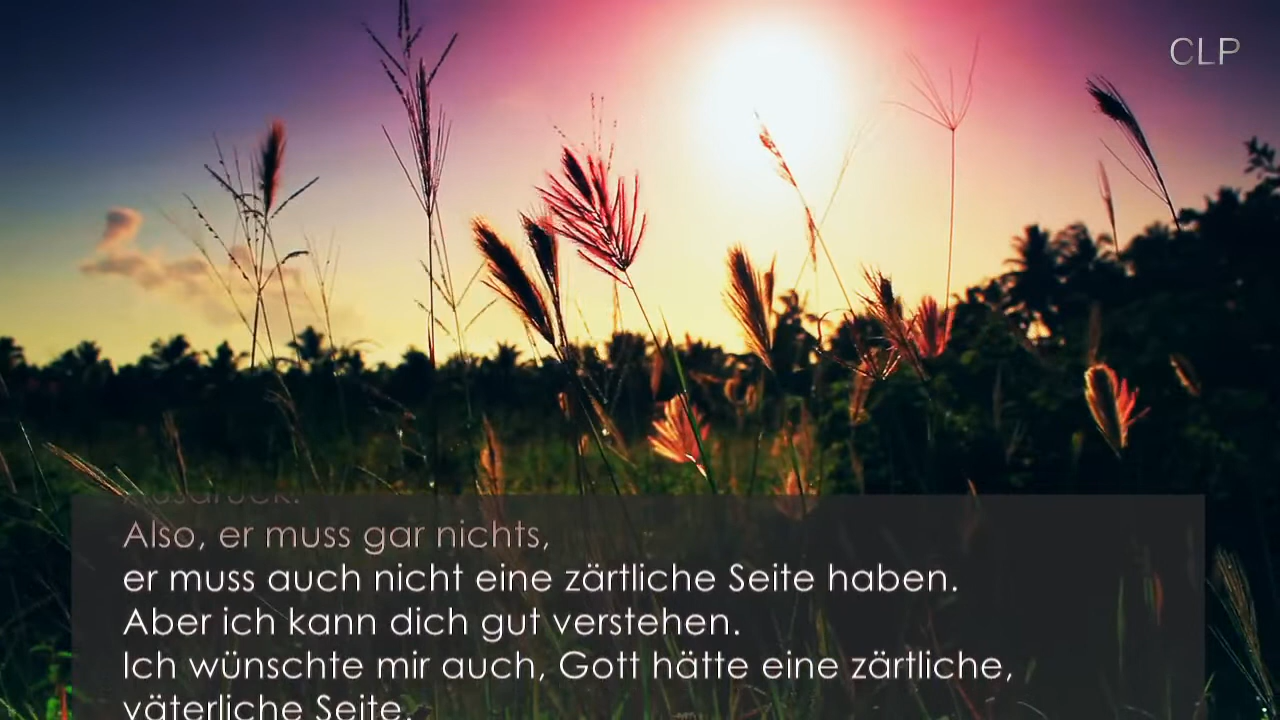 CLP
Ausdruck.
Also, er muss gar nichts,
er muss auch nicht eine zärtliche Seite haben.
Aber ich kann dich gut verstehen.
Ich wünschte mir auch, Gott hätte eine zärtliche,
väterliche Seite.